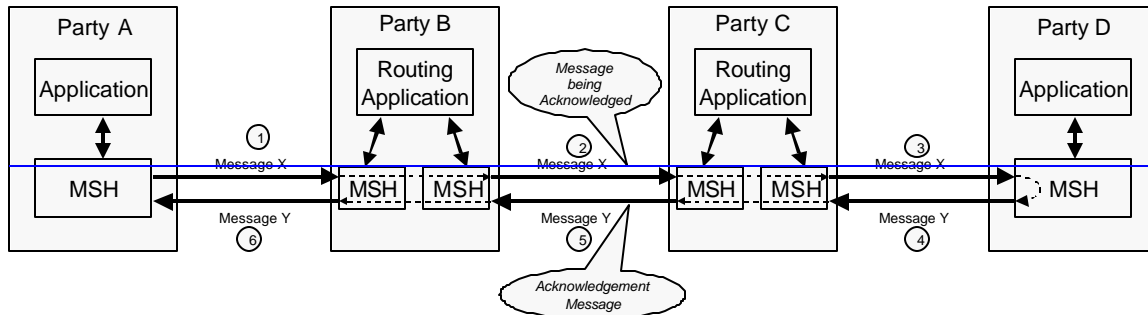 Party A
Party B
Party C
Party D
Application
Routing
Application
Message
being
Acknowledged
Routing
Application
Application
1
Message X
2
Message X
3
Message X
MSH
MSH
MSH
MSH
MSH
MSH
Message Y
6
Message Y
5
Message Y
4
Acknowledgement
Message